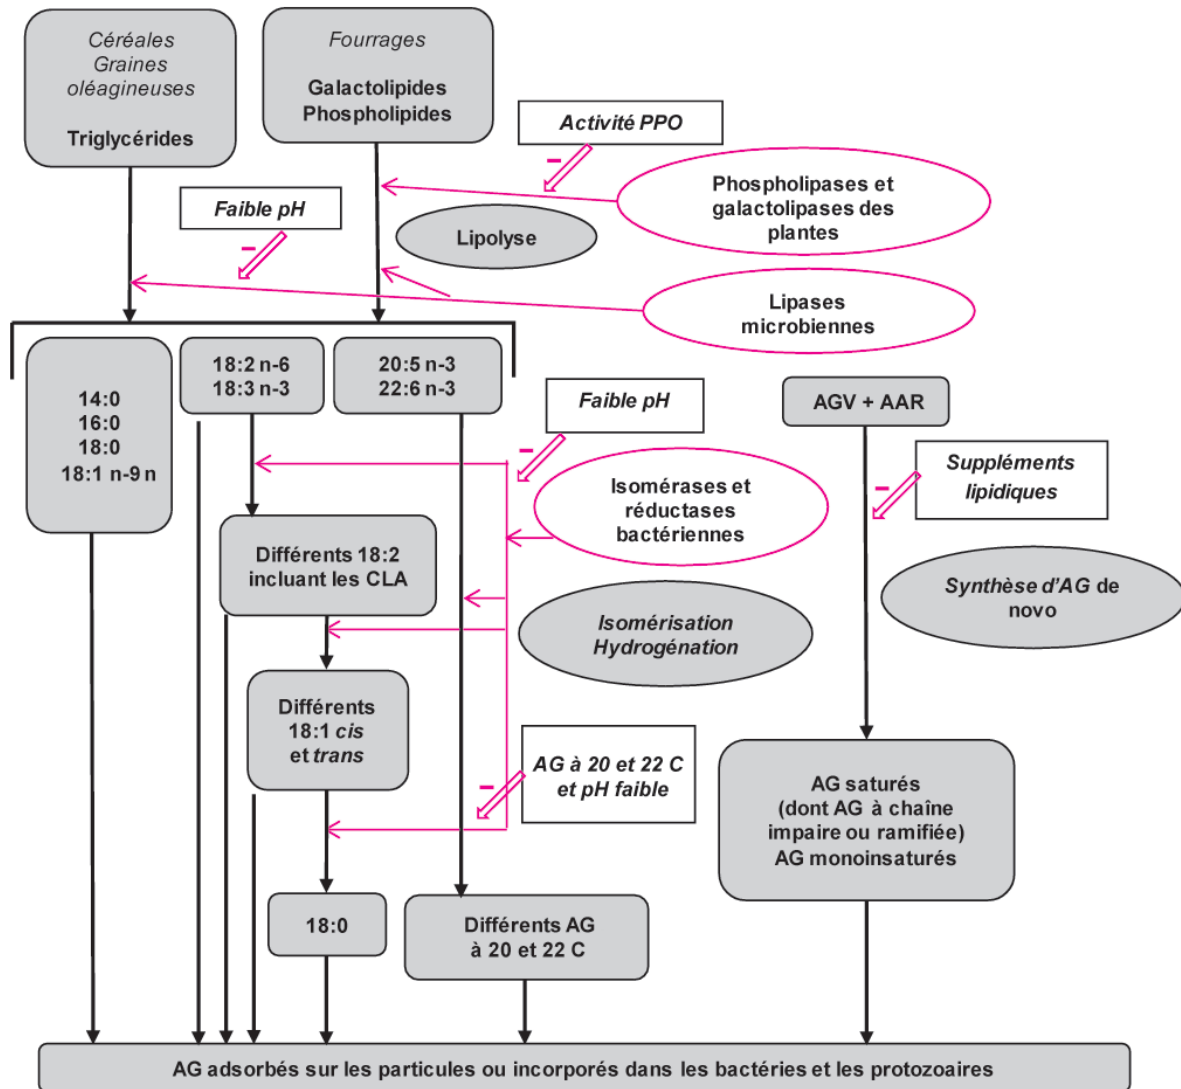 Céréales
Graines
oléagineuses
Triglycérides
Fourrages
Galactolipides
Phospholipides
Activité PPO
Phospholipases et
galactolipases des
plantes
Faible pH
Lipolyse
Lipases
microbiennes
14:0
16:0
18:0
18:1 n-9 n
18:2 n-6
18:3 n-3
20:5 n-3
22:6 n-3
Faible pH
AGV + AAR
Isomérases et
réductases
bactériennes
Suppléments
lipidiques
Différents 18:2
incluant les CLA
Isomérisation
Hydrogénation
Synthèse d'AG de
novo
Différents
18:1 cis
et trans
AG à 20 et 22 C
et pH faible
AG saturés
(dont AG à chaîne
impaire ou ramifiée)
AG monoinsaturés
18:0
Différents AG
à 20 et 22 C
AG adsorbés sur les particules ou incorporés dans les bactéries et les protozoaires